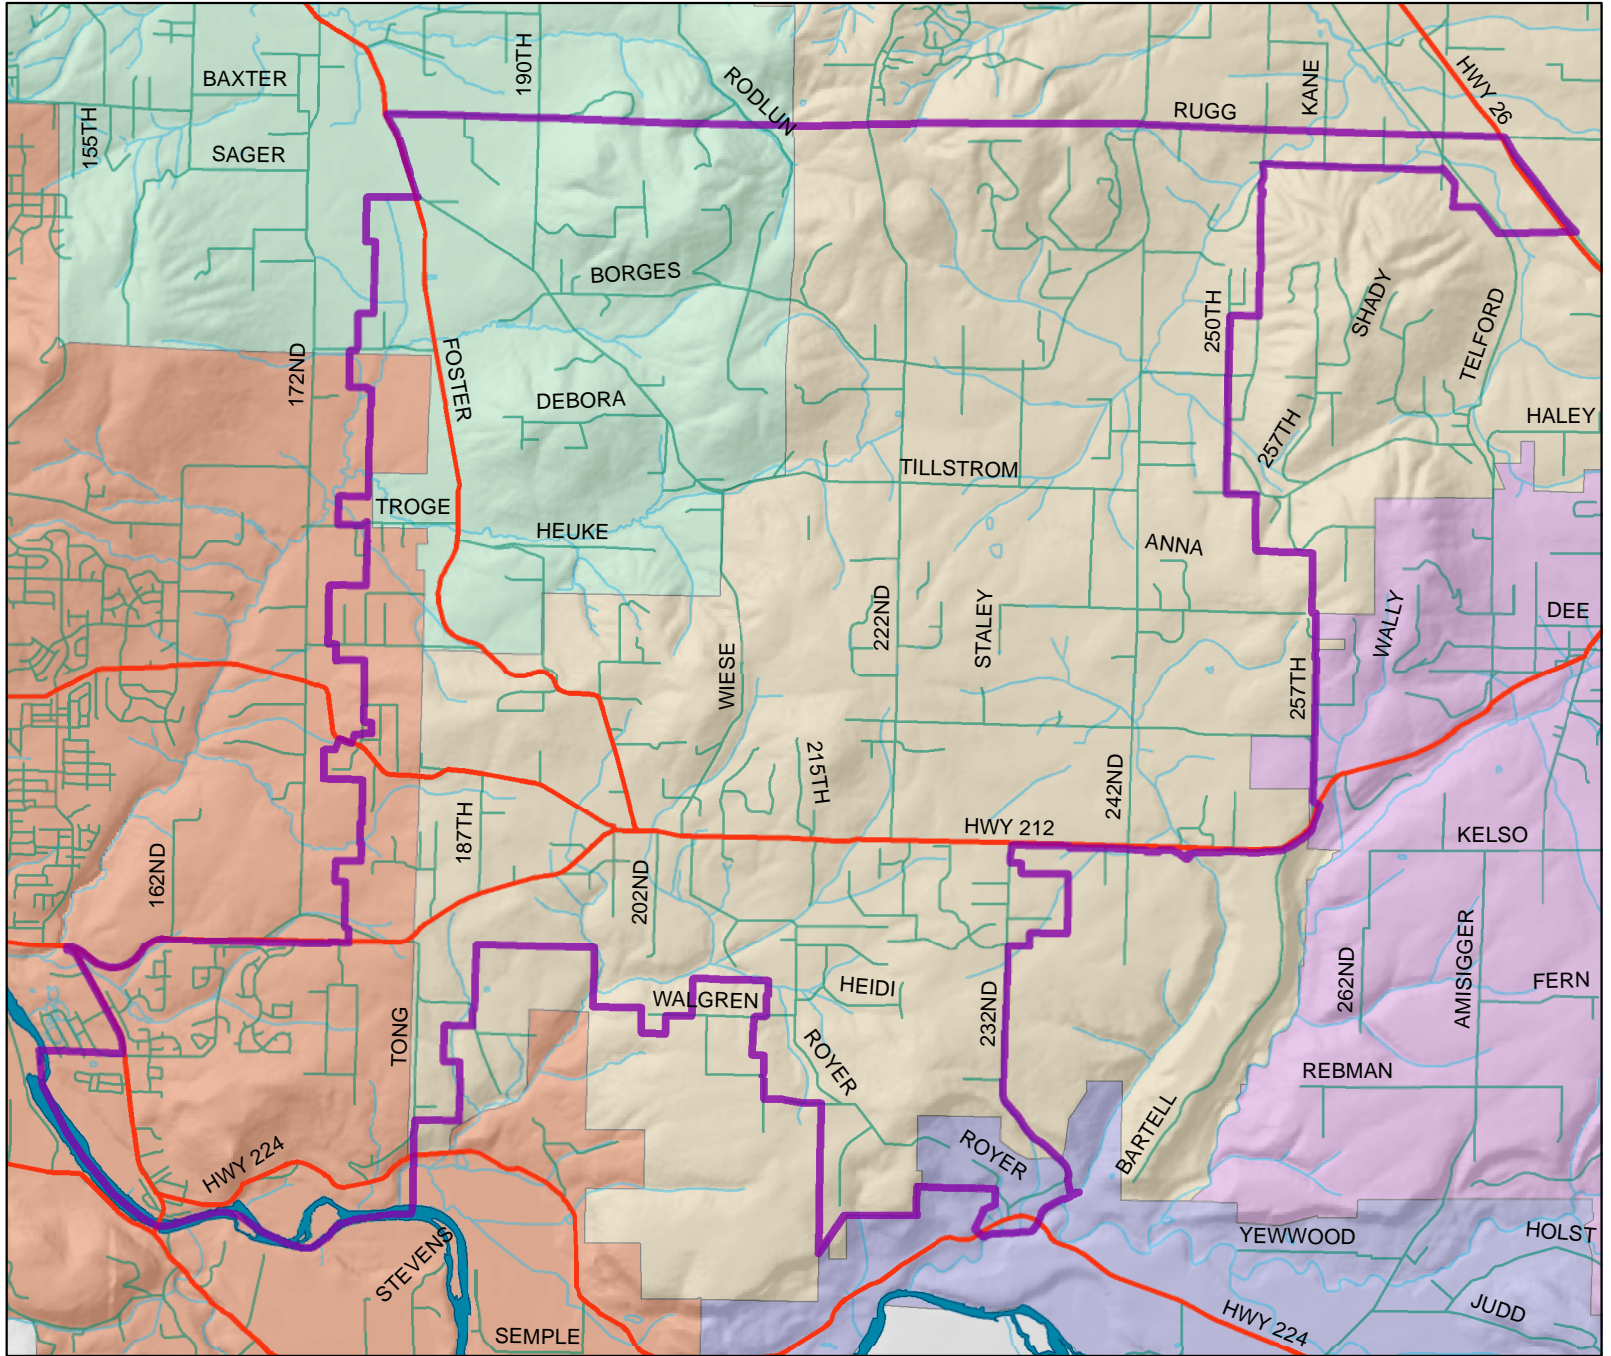 190TH
HWY 26
BAXTER
RODLUN
KANE
RUGG
155TH
SAGER
BORGES
250TH
SHADY
TELFORD
172ND
FOSTER
DEBORA
257TH
HALEY
TILLSTROM
TROGE
HEUKE
ANNA
222ND
STALEY
WALLY
DEE
WIESE
257TH
215TH
242ND
187TH
HWY 212
KELSO
162ND
202ND
HEIDI
WALGREN
232ND
262ND
AMISIGGER
FERN
TONG
ROYER
REBMAN
HWY 224
ROYER
BARTELL
STEVENS
YEWWOOD
HOLST
SEMPLE
HWY 224
JUDD